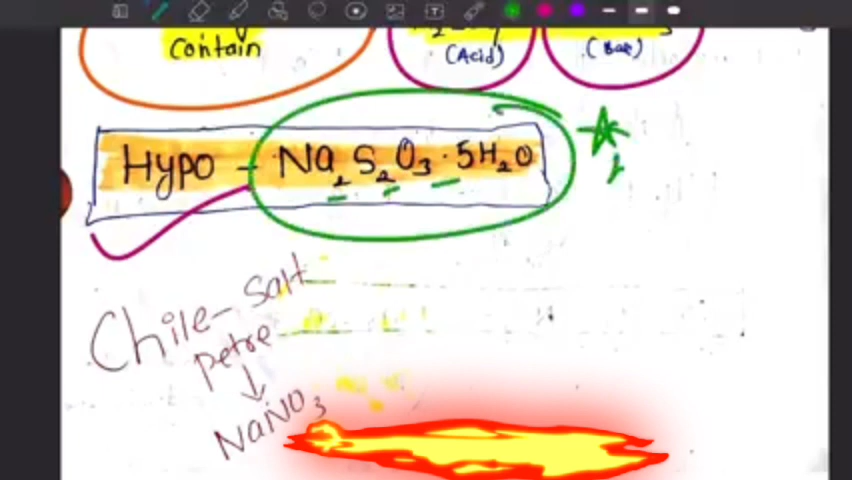 contain
(Acid)
(Base)
Hypo - Na₂S₂O₃·5H₂O
Chile-Salt
Petre
↓
NaNO₃